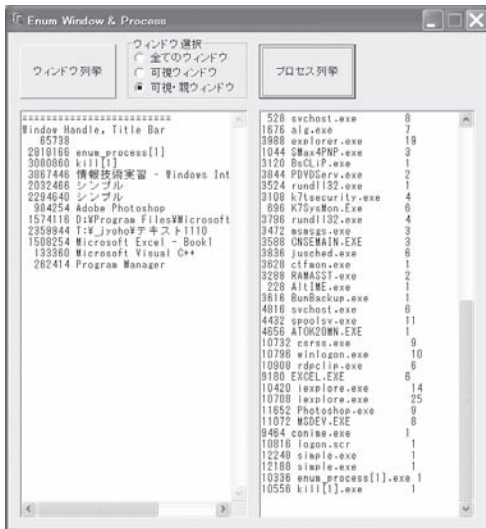 Enum Window & Process
ウィンドウ列挙
ウィンドウ選択
全てのウィンドウ
可視ウィンドウ
可視・親ウィンドウ
プロセス列挙
=========================
Window Handle, Title Bar
65738
2818166 enum_process[1]
3080860 kill[1]
3867446 情報技術実習 - Windows Int
2032466 シンプル
2294640 シンプル
984254 Adobe Photoshop
1574116 D:¥Program Files¥Microsoft
2359844 T:¥_jyoho¥テキスト1110
1508254 Microsoft Excel - Book1
133360 Microsoft Visual C++
262414 Program Manager
528 svchost.exe 8
1676 alg.exe 7
3988 explorer.exe 19
1044 SMax4PNP.exe 3
3120 BsCLiP.exe 1
3844 PDVDServ.exe 2
3524 rundll32.exe 1
3108 k7tsecurity.exe 4
696 K7SysMon.Exe 6
3796 rundll32.exe 4
3472 msmsgs.exe 3
3588 CNSEMAIN.EXE 3
3836 jusched.exe 6
3628 ctfmon.exe 1
3288 RAMASST.exe 2
228 AltIME.exe 1
3616 BunBackup.exe 1
4816 svchost.exe 6
4432 spoolsv.exe 11
4656 ATOK20MN.EXE 1
10732 csrss.exe 9
10796 winlogon.exe 10
10908 rdpclip.exe 6
9180 EXCEL.EXE 6
10420 iexplore.exe 14
10708 iexplore.exe 25
11652 Photoshop.exe 9
11072 MSDEV.EXE 8
9464 conime.exe 1
10816 logon.scr 1
12240 simple.exe 1
12188 simple.exe 1
10336 enum_process[1].exe 1
10556 kill[1].exe 1